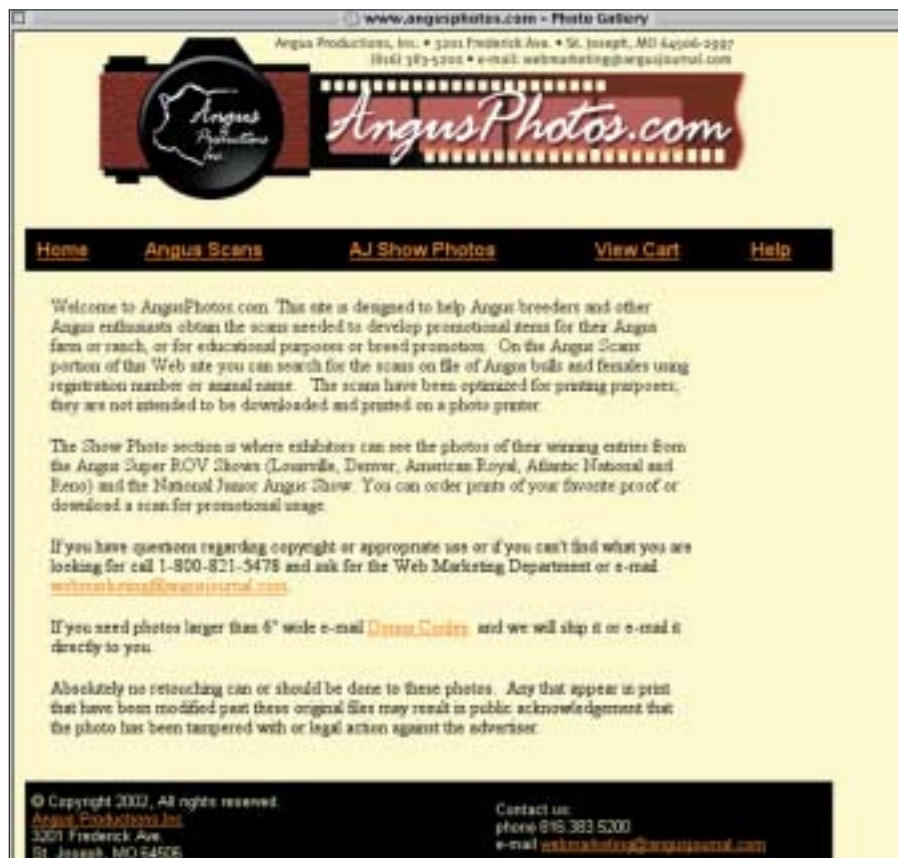 www.angusphotos.com - Photo Gallery
Angus Productions, Inc. • 3201 Frederick Ave. • St. Joseph, MO 64506-2997
(816) 383-5200 • e-mail: webmarketing@angusjournal.com
Angus Productions Inc.
AngusPhotos.com
Home Angus Scans AJ Show Photos View Cart Help
Welcome to AngusPhotos.com. This site is designed to help Angus breeders and other
Angus enthusiasts obtain the scans needed to develop promotional items for their Angus
farm or ranch, or for educational purposes or breed promotion. On the Angus Scans
portion of this Web site you can search for the scans on file of Angus bulls and females using
registration number or animal name. The scans have been optimized for printing purposes,
they are not intended to be downloaded and printed on a photo printer.
The Show Photo section is where exhibitors can see the photos of their winning entries from
the Angus Super ROV Shows (Louisville, Denver, American Royal, Atlantic National and
Reno) and the National Junior Angus Show. You can order prints of your favorite proof or
download a scan for promotional usage.
If you have questions regarding copyright or appropriate use or if you can't find what you are
looking for call 1-800-821-5478 and ask for the Web Marketing Department or e-mail
webmarketing@angusjournal.com.
If you need photos larger than 6" wide e-mail and we will ship it or e-mail it
directly to you.
Absolutely no retouching can or should be done to these photos. Any that appear in print
that have been modified past these original files may result in public acknowledgement that
the photo has been tampered with or legal action against the advertiser.
© Copyright 2002, All rights reserved.
Angus Productions Inc.
3201 Frederick Ave.
St. Joseph, MO 64506
Contact us:
phone 816.383.5200
e-mail webmarketing@angusjournal.com